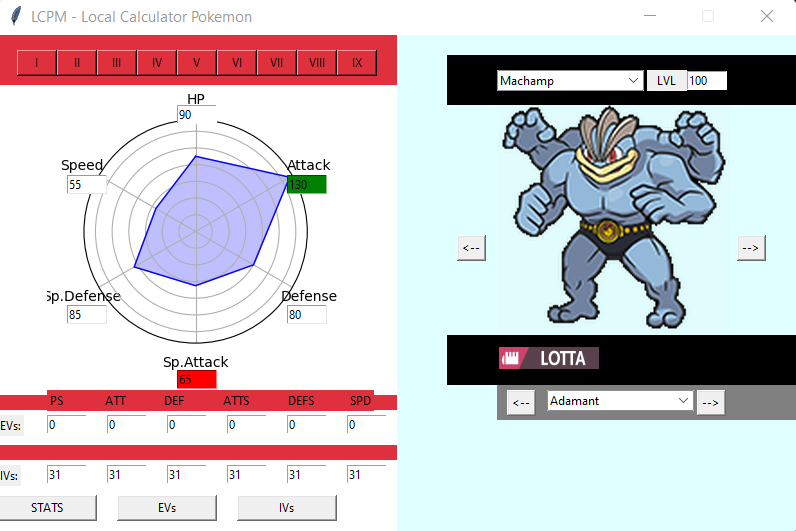 LCPM - Local Calculator Pokemon
I II III IV V VI VII VIII IX
Machamp LVL 100
HP
90
Speed
55
Attack
130
Sp.Defense
85
Defense
80
Sp.Attack
65
<-- -->
LOTTA
<-- Adamant -->
PS ATT DEF ATTS DEFS SPD
EVs: 0 0 0 0 0 0
IVs: 31 31 31 31 31 31
STATS EVs IVs